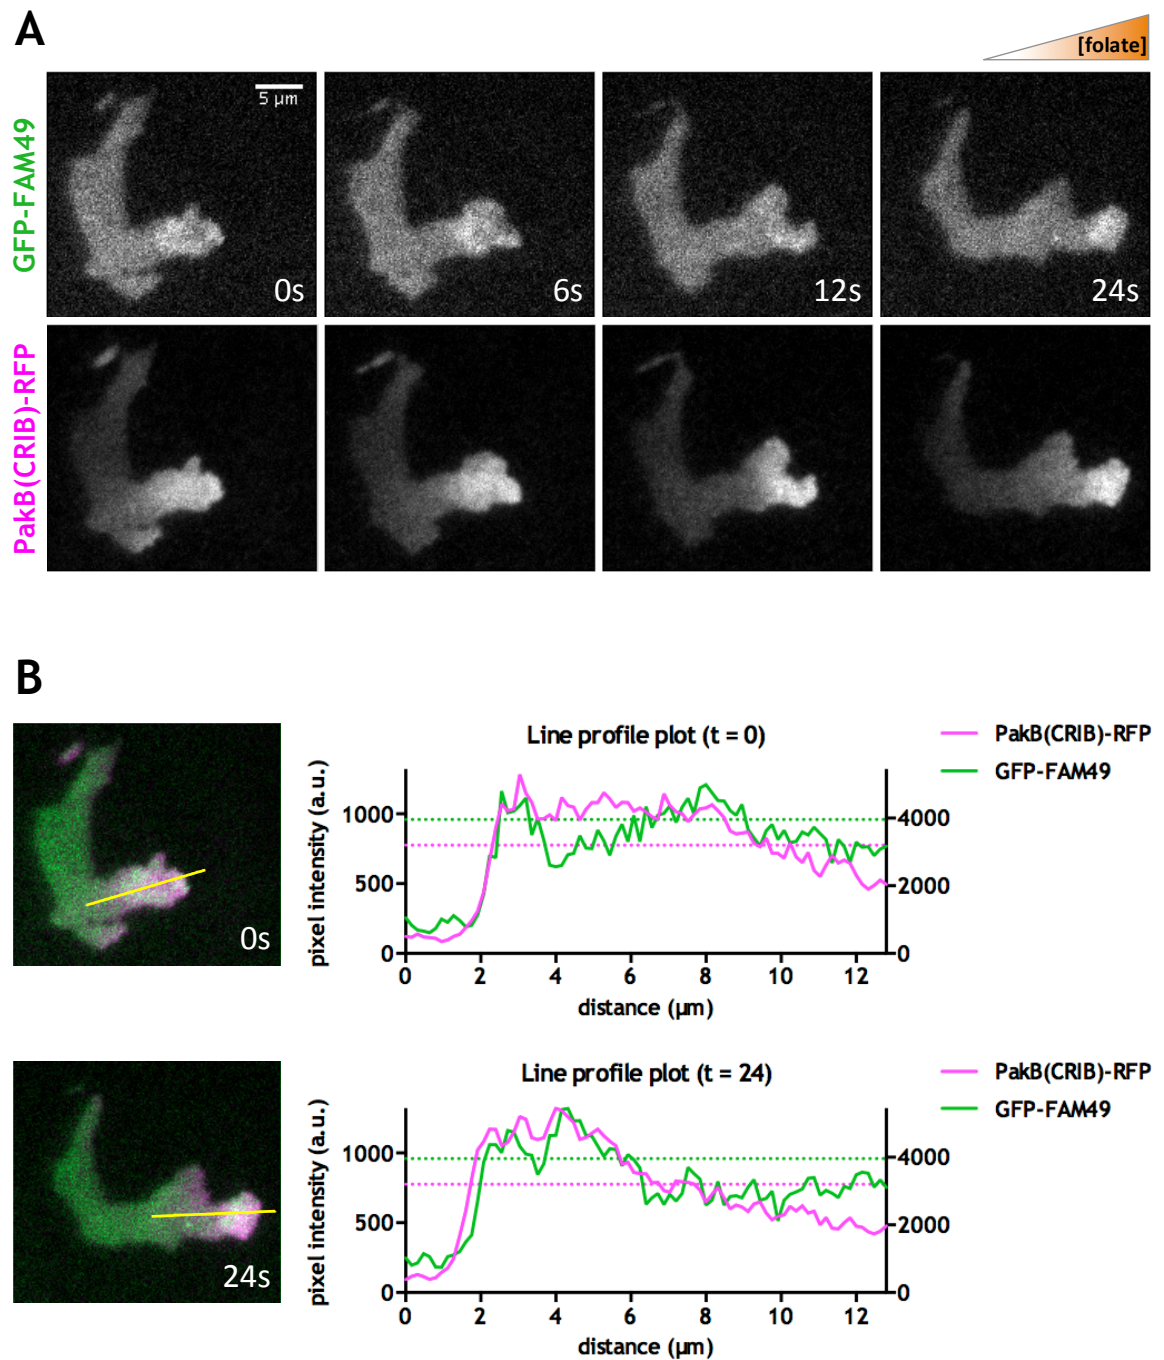 A
[folate]
GFP-FAM49
5 µm
0s
6s
12s
24s
PakB(CRIB)-RFP
B
0s
Line profile plot (t = 0)
PakB(CRIB)-RFP
GFP-FAM49
pixel intensity (a.u.)
1000
500
0
4000
2000
0
0 2 4 6 8 10 12
distance (µm)
24s
Line profile plot (t = 24)
PakB(CRIB)-RFP
GFP-FAM49
pixel intensity (a.u.)
1000
500
0
4000
2000
0
0 2 4 6 8 10 12
distance (µm)